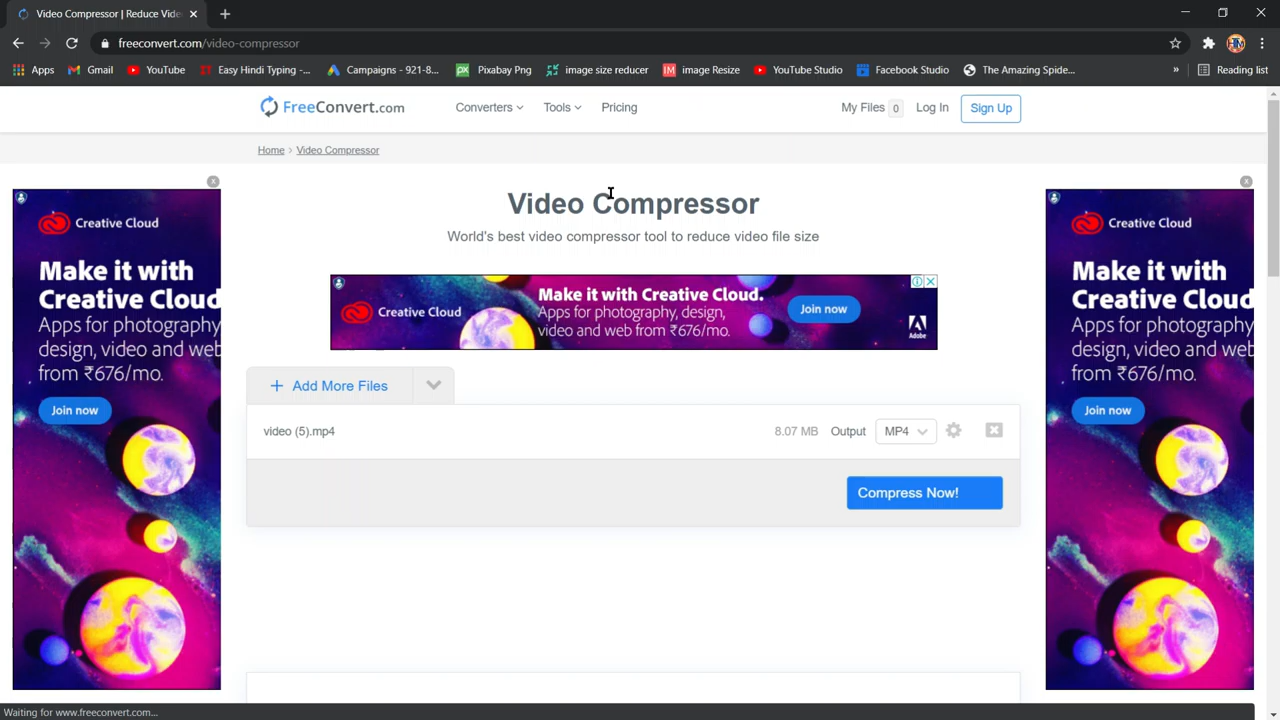 Video Compressor | Reduce Vide
freeconvert.com/video-compressor
Apps
Gmail
YouTube
Easy Hindi Typing -...
Campaigns - 921-8...
px Pixabay Png
image size reducer
IM image Resize
YouTube Studio
Facebook Studio
The Amazing Spide...
»
Reading list
FreeConvert.com
Converters
Tools
Pricing
My Files 0
Log In
Sign Up
Home › Video Compressor
Creative Cloud
Make it with
Creative Cloud
Apps for photography,
design, video and web
from ₹676/mo.
Join now
Video Compressor
World's best video compressor tool to reduce video file size
Creative Cloud
Make it with Creative Cloud.
Apps for photography, design,
video and web from ₹676/mo.
Join now
Adobe
+ Add More Files
video (5).mp4
8.07 MB Output MP4
Compress Now!
Creative Cloud
Make it with
Creative Cloud
Apps for photography
design, video and web
from ₹676/mo.
Join now
Waiting for www.freeconvert.com...